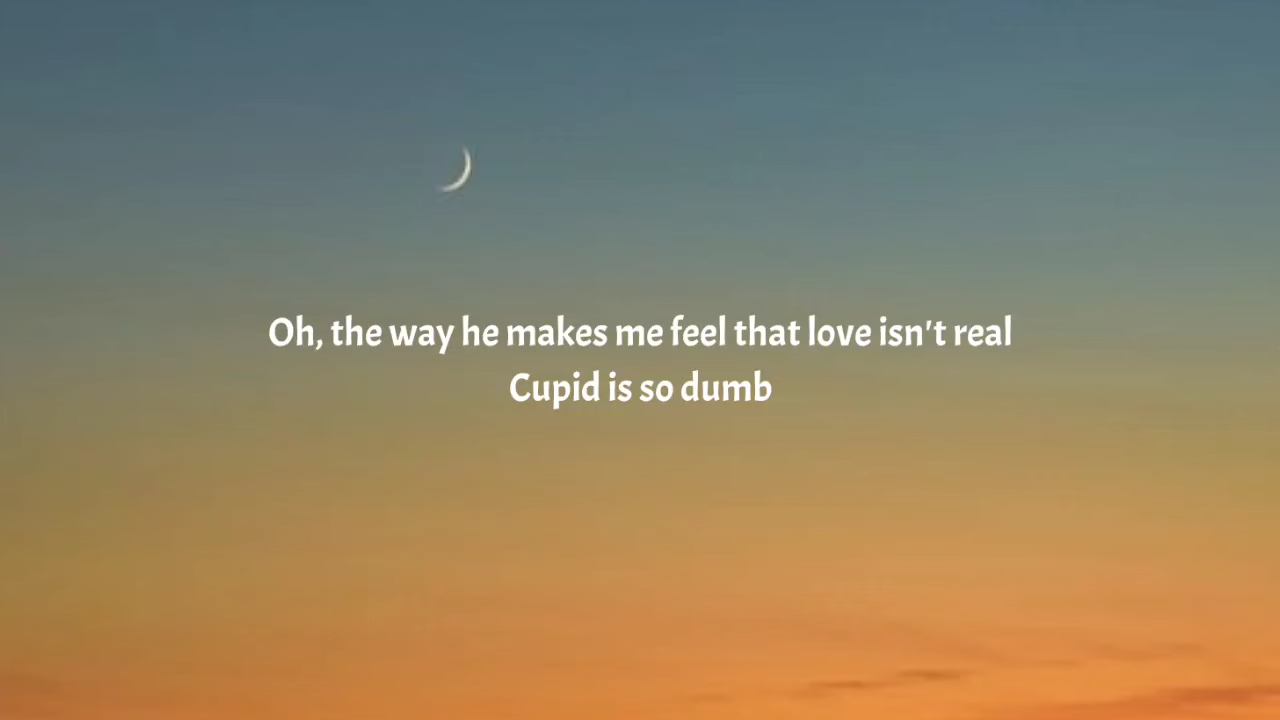 Oh, the way he makes me feel that love isn't real
Cupid is so dumb